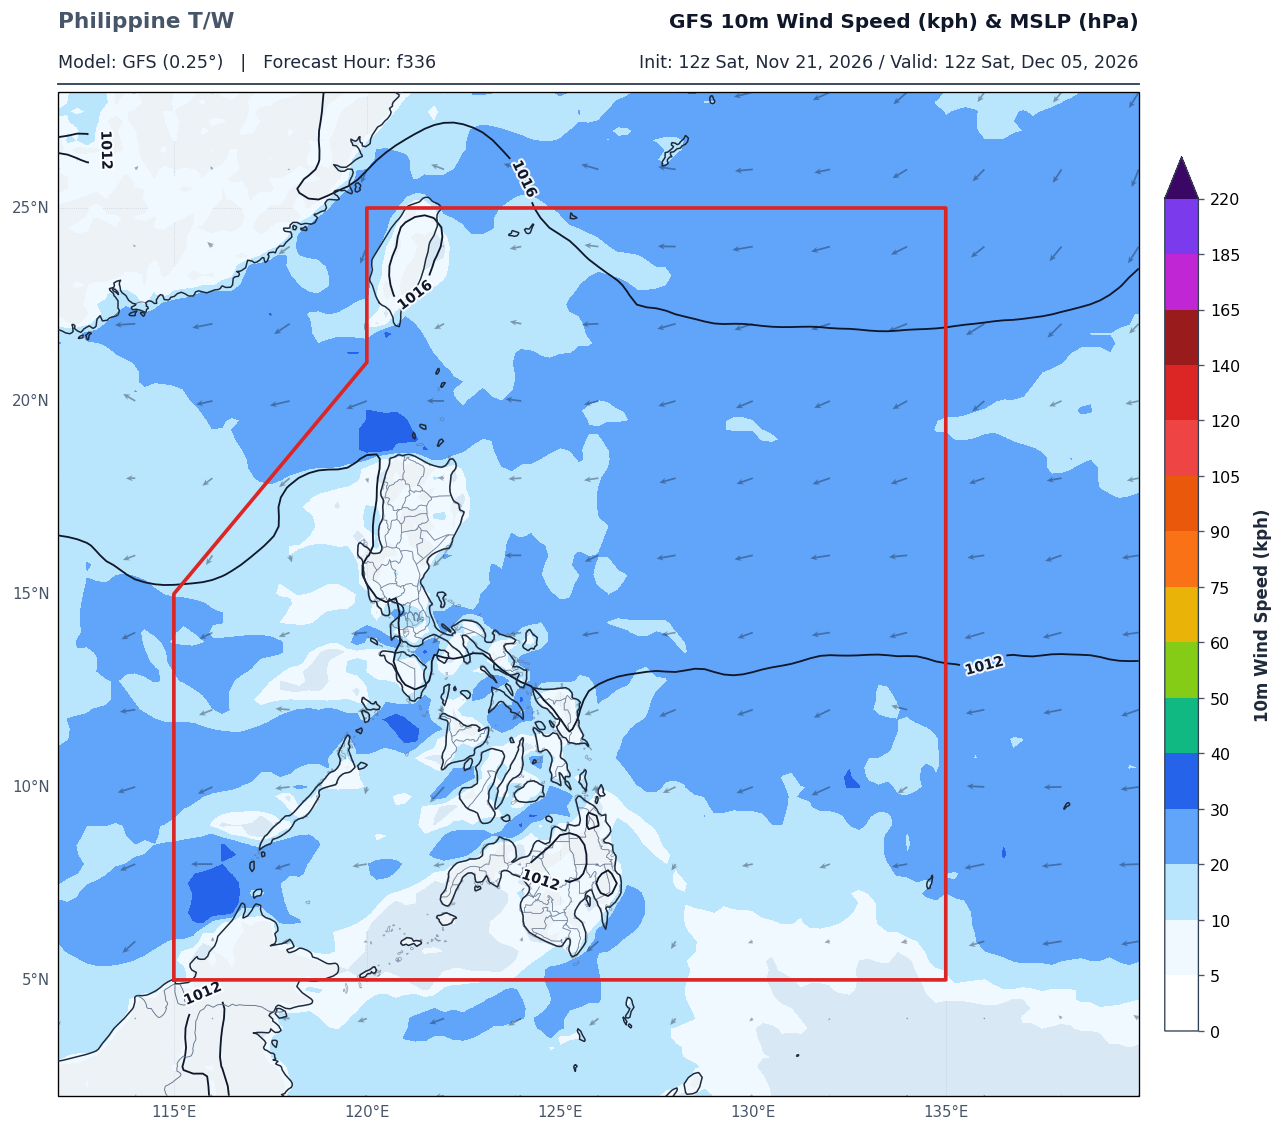 Philippine T/W
GFS 10m Wind Speed (kph) & MSLP (hPa)
Model: GFS (0.25°) | Forecast Hour: f336
Init: 12z Sat, Nov 21, 2026 / Valid: 12z Sat, Dec 05, 2026
1012
1016
1016
1012
1012
1012
25°N
20°N
15°N
10°N
5°N
115°E
120°E
125°E
130°E
135°E
220
185
165
140
120
105
90
75
60
50
40
30
20
10
5
0
10m Wind Speed (kph)